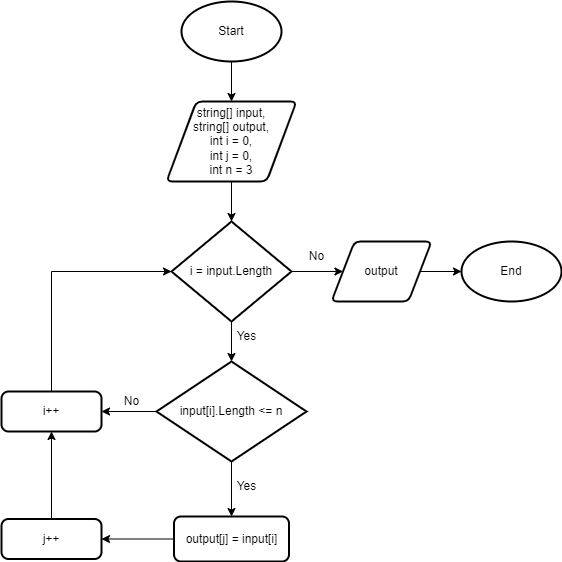 Start
string[] input,
string[] output,
int i = 0,
int j = 0,
int n = 3
i = input.Length
No
output
End
Yes
input[i].Length <= n
No
i++
Yes
output[j] = input[i]
j++